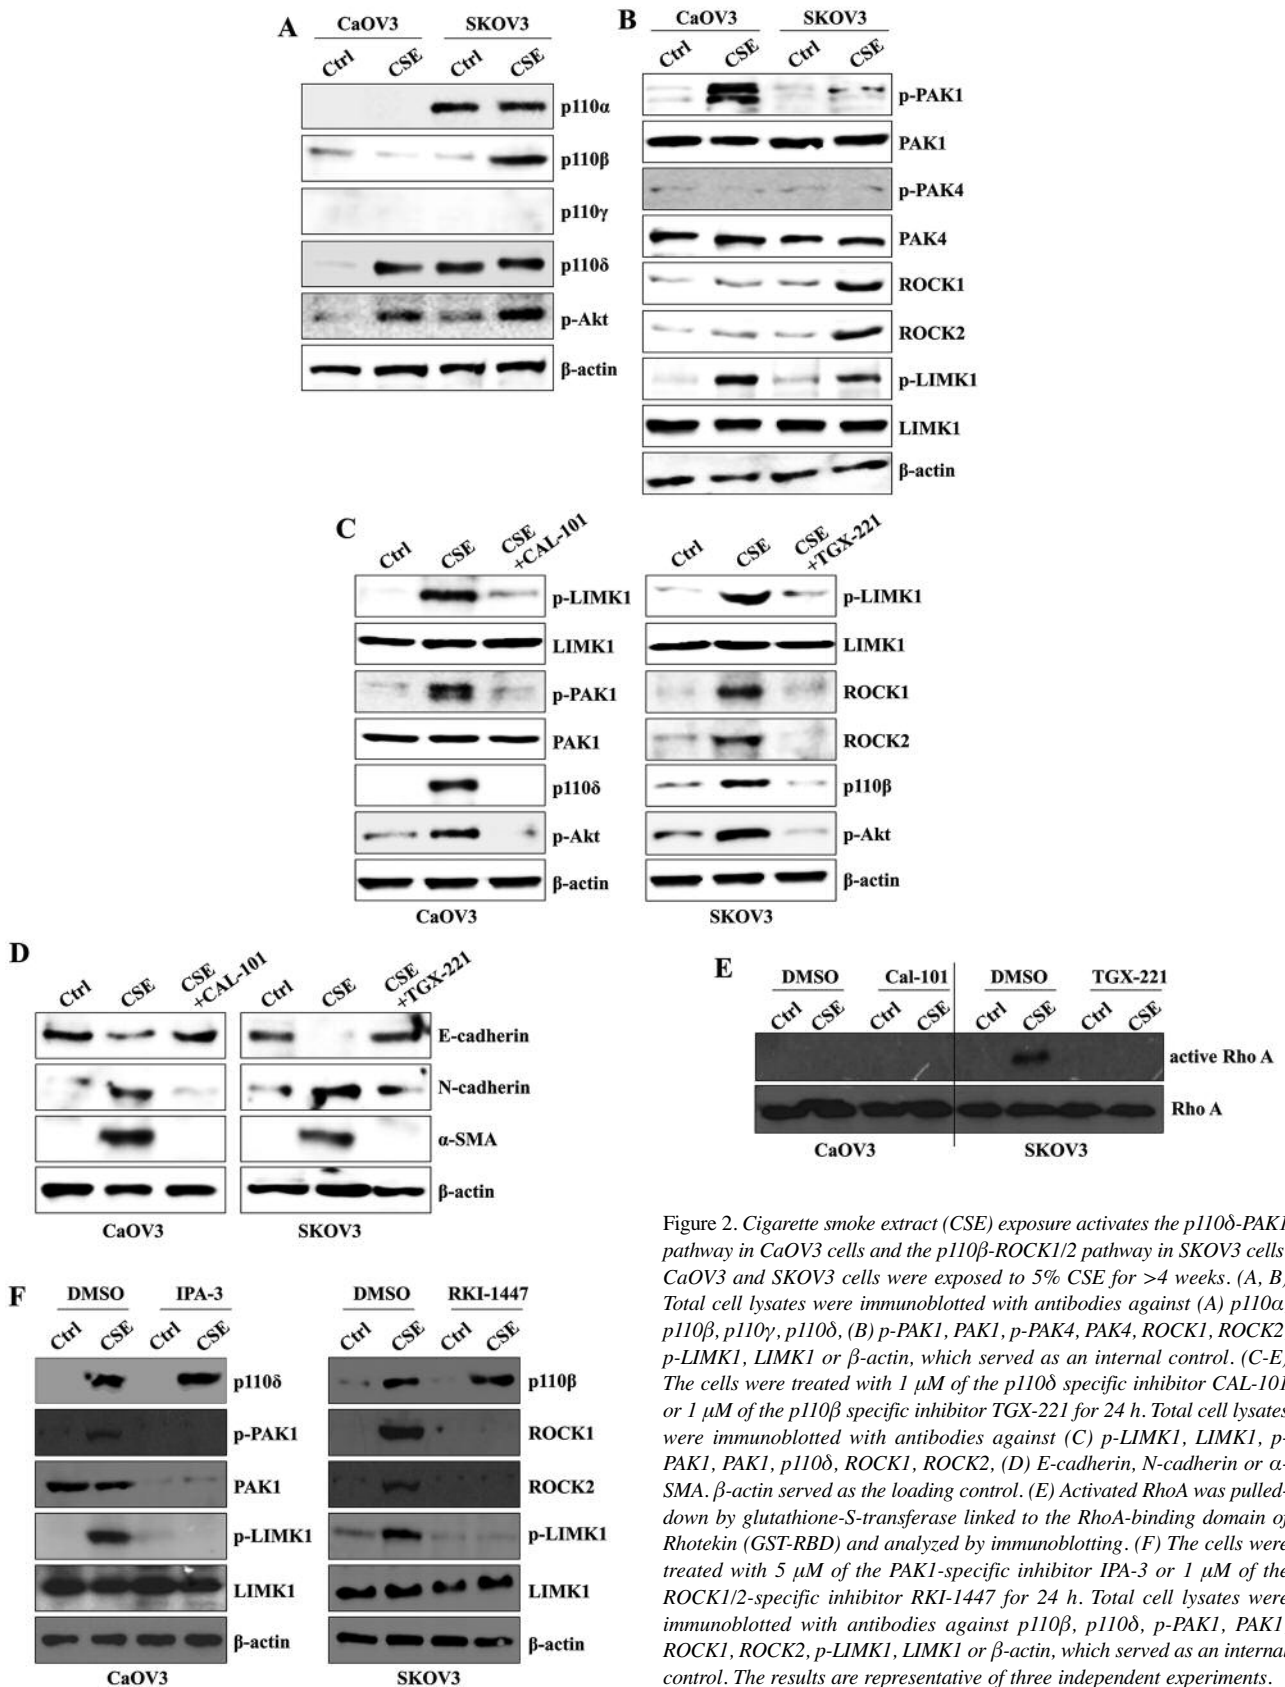 A
CaOV3 SKOV3
Ctrl CSE Ctrl CSE
p110α
p110β
p110γ
p110δ
p-Akt
β-actin
B
CaOV3 SKOV3
Ctrl CSE Ctrl CSE
p-PAK1
PAK1
p-PAK4
PAK4
ROCK1
ROCK2
p-LIMK1
LIMK1
β-actin
C
Ctrl CSE CSE +CAL-101
p-LIMK1
LIMK1
p-PAK1
PAK1
p110δ
p-Akt
β-actin
CaOV3
Ctrl CSE CSE +TGX-221
p-LIMK1
LIMK1
ROCK1
ROCK2
p110β
p-Akt
β-actin
SKOV3
D
Ctrl CSE CSE +CAL-101 Ctrl CSE CSE +TGX-221
E-cadherin
N-cadherin
α-SMA
β-actin
CaOV3 SKOV3
E
DMSO Cal-101 DMSO TGX-221
Ctrl CSE Ctrl CSE Ctrl CSE Ctrl CSE
active Rho A
Rho A
CaOV3 SKOV3
F
DMSO IPA-3
Ctrl CSE Ctrl CSE
p110δ
p-PAK1
PAK1
p-LIMK1
LIMK1
β-actin
CaOV3
DMSO RKI-1447
Ctrl CSE Ctrl CSE
p110β
ROCK1
ROCK2
p-LIMK1
LIMK1
β-actin
SKOV3
Figure 2. Cigarette smoke extract (CSE) exposure activates the p110δ-PAK1
pathway in CaOV3 cells and the p110β-ROCK1/2 pathway in SKOV3 cells
CaOV3 and SKOV3 cells were exposed to 5% CSE for >4 weeks. (A, B)
Total cell lysates were immunoblotted with antibodies against (A) p110α
p110β, p110γ, p110δ, (B) p-PAK1, PAK1, p-PAK4, PAK4, ROCK1, ROCK2
p-LIMK1, LIMK1 or β-actin, which served as an internal control. (C-E)
The cells were treated with 1 μM of the p110δ specific inhibitor CAL-101
or 1 μM of the p110β specific inhibitor TGX-221 for 24 h. Total cell lysates
were immunoblotted with antibodies against (C) p-LIMK1, LIMK1, p-
PAK1, PAK1, p110δ, ROCK1, ROCK2, (D) E-cadherin, N-cadherin or α-
SMA. β-actin served as the loading control. (E) Activated RhoA was pulled-
down by glutathione-S-transferase linked to the RhoA-binding domain of
Rhotekin (GST-RBD) and analyzed by immunoblotting. (F) The cells were
treated with 5 μM of the PAK1-specific inhibitor IPA-3 or 1 μM of the
ROCK1/2-specific inhibitor RKI-1447 for 24 h. Total cell lysates were
immunoblotted with antibodies against p110β, p110δ, p-PAK1, PAK1
ROCK1, ROCK2, p-LIMK1, LIMK1 or β-actin, which served as an internal
control. The results are representative of three independent experiments.